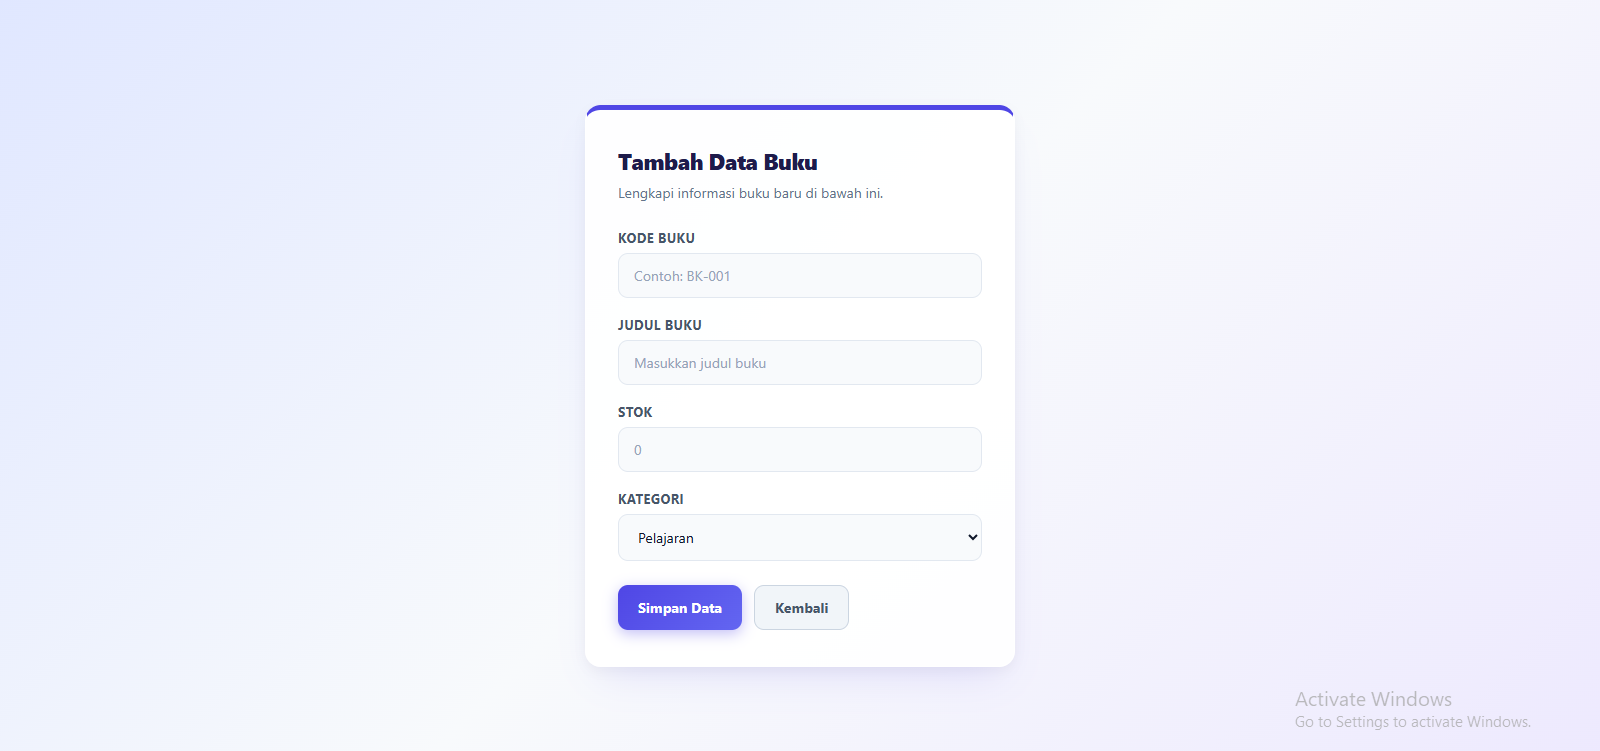 Tambah Data Buku
Lengkapi informasi buku baru di bawah ini.
KODE BUKU
Contoh: BK-001
JUDUL BUKU
Masukkan judul buku
STOK
0
KATEGORI
Pelajaran
Simpan Data
Kembali
Activate Windows
Go to Settings to activate Windows.